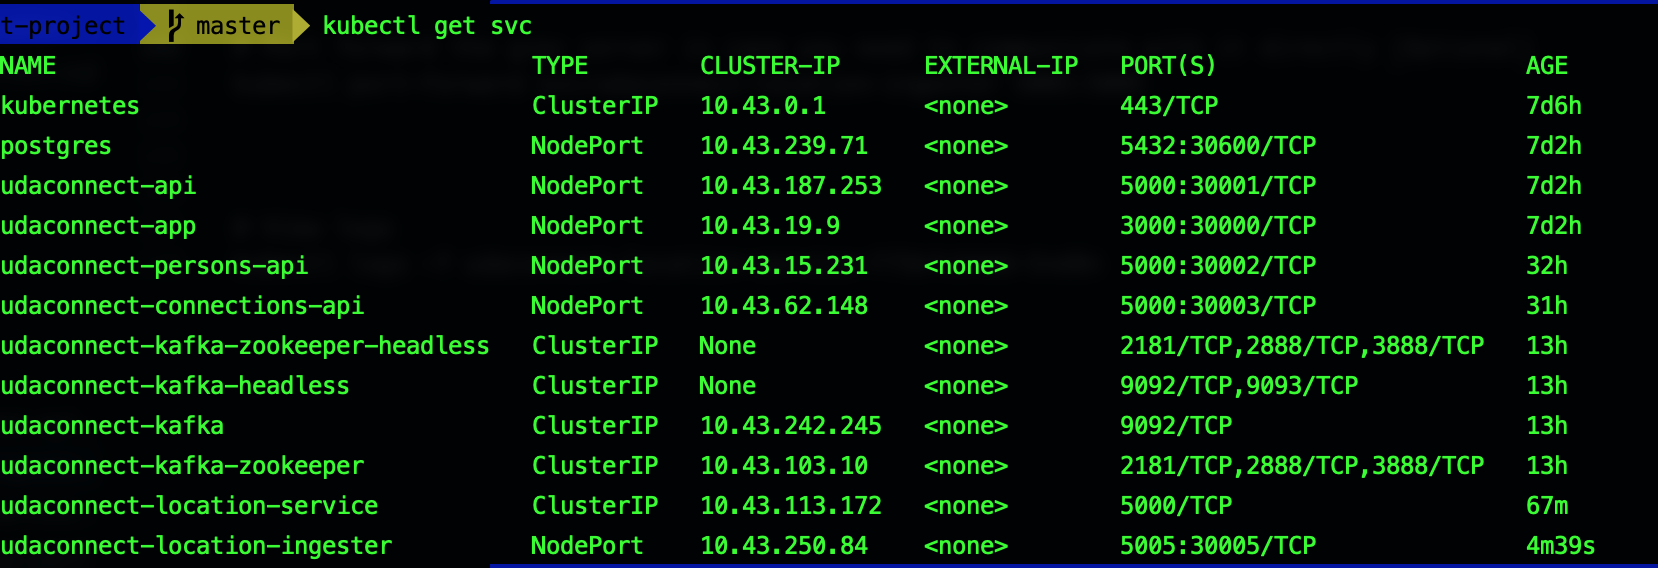 t-project master kubectl get svc
NAME TYPE CLUSTER-IP EXTERNAL-IP PORT(S) AGE
kubernetes ClusterIP 10.43.0.1 <none> 443/TCP 7d6h
postgres NodePort 10.43.239.71 <none> 5432:30600/TCP 7d2h
udaconnect-api NodePort 10.43.187.253 <none> 5000:30001/TCP 7d2h
udaconnect-app NodePort 10.43.19.9 <none> 3000:30000/TCP 7d2h
udaconnect-persons-api NodePort 10.43.15.231 <none> 5000:30002/TCP 32h
udaconnect-connections-api NodePort 10.43.62.148 <none> 5000:30003/TCP 31h
udaconnect-kafka-zookeeper-headless ClusterIP None <none> 2181/TCP,2888/TCP,3888/TCP 13h
udaconnect-kafka-headless ClusterIP None <none> 9092/TCP,9093/TCP 13h
udaconnect-kafka ClusterIP 10.43.242.245 <none> 9092/TCP 13h
udaconnect-kafka-zookeeper ClusterIP 10.43.103.10 <none> 2181/TCP,2888/TCP,3888/TCP 13h
udaconnect-location-service ClusterIP 10.43.113.172 <none> 5000/TCP 67m
udaconnect-location-ingester NodePort 10.43.250.84 <none> 5005:30005/TCP 4m39s